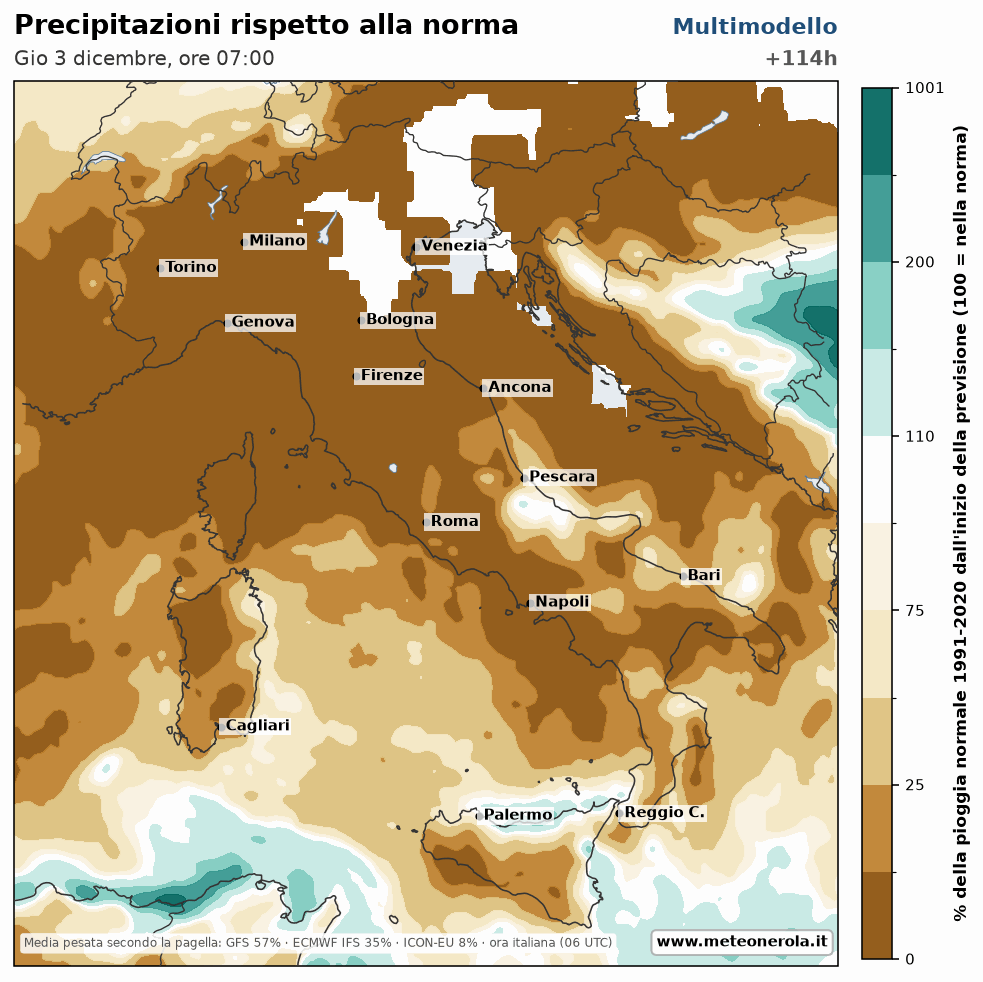 Precipitazioni rispetto alla norma
Multimodello
Gio 3 dicembre, ore 07:00
+114h
1001
200
110
75
25
0
% della pioggia normale 1991-2020 dall'inizio della previsione (100 = nella norma)
Milano
Venezia
Torino
Genova
Bologna
Firenze
Ancona
Pescara
Roma
Bari
Napoli
Cagliari
Palermo
Reggio C.
Media pesata secondo la pagella: GFS 57% · ECMWF IFS 35% · ICON-EU 8% · ora italiana (06 UTC)
www.meteonerola.it